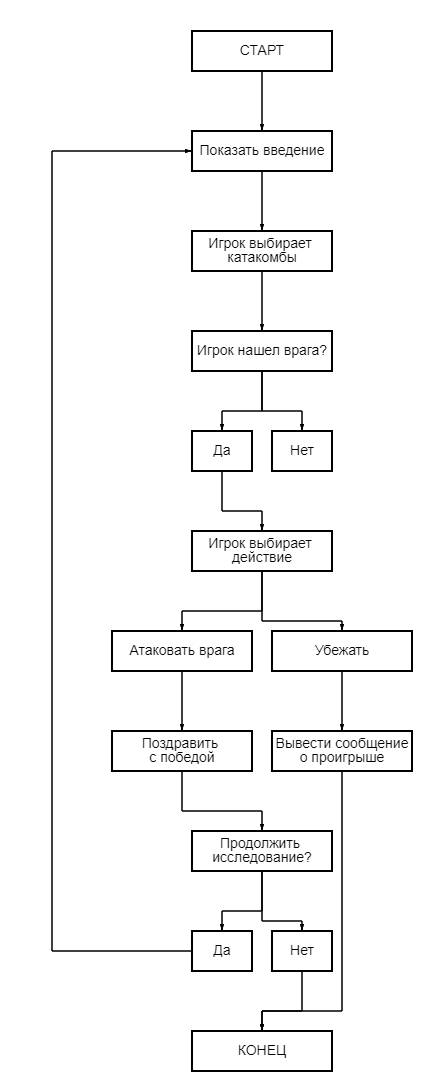 СТАРТ
Показать введение
Игрок выбирает
катакомбы
Игрок нашел врага?
Да
Нет
Игрок выбирает
действие
Атаковать врага
Убежать
Поздравить
с победой
Вывести сообщение
о проигрыше
Продолжить
исследование?
Да
Нет
КОНЕЦ